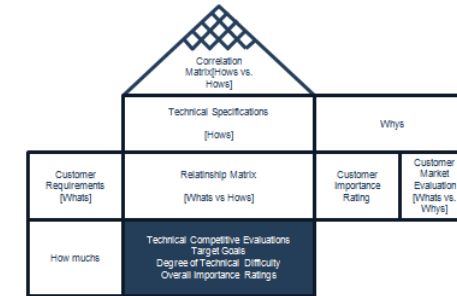 Correlation
Matrix[Hows vs.
Hows]
Technical Specifications
[Hows]
Whys
Customer
Requirements
[Whats]
Relatinship Matrix
[Whats vs Hows]
Customer
Importance
Rating
Customer
Market
Evaluation
[Whats vs.
Whys]
How muchs
Technical Competitive Evaluations
Target Goals
Degree of Technical Difficulty
Overall Importance Ratings